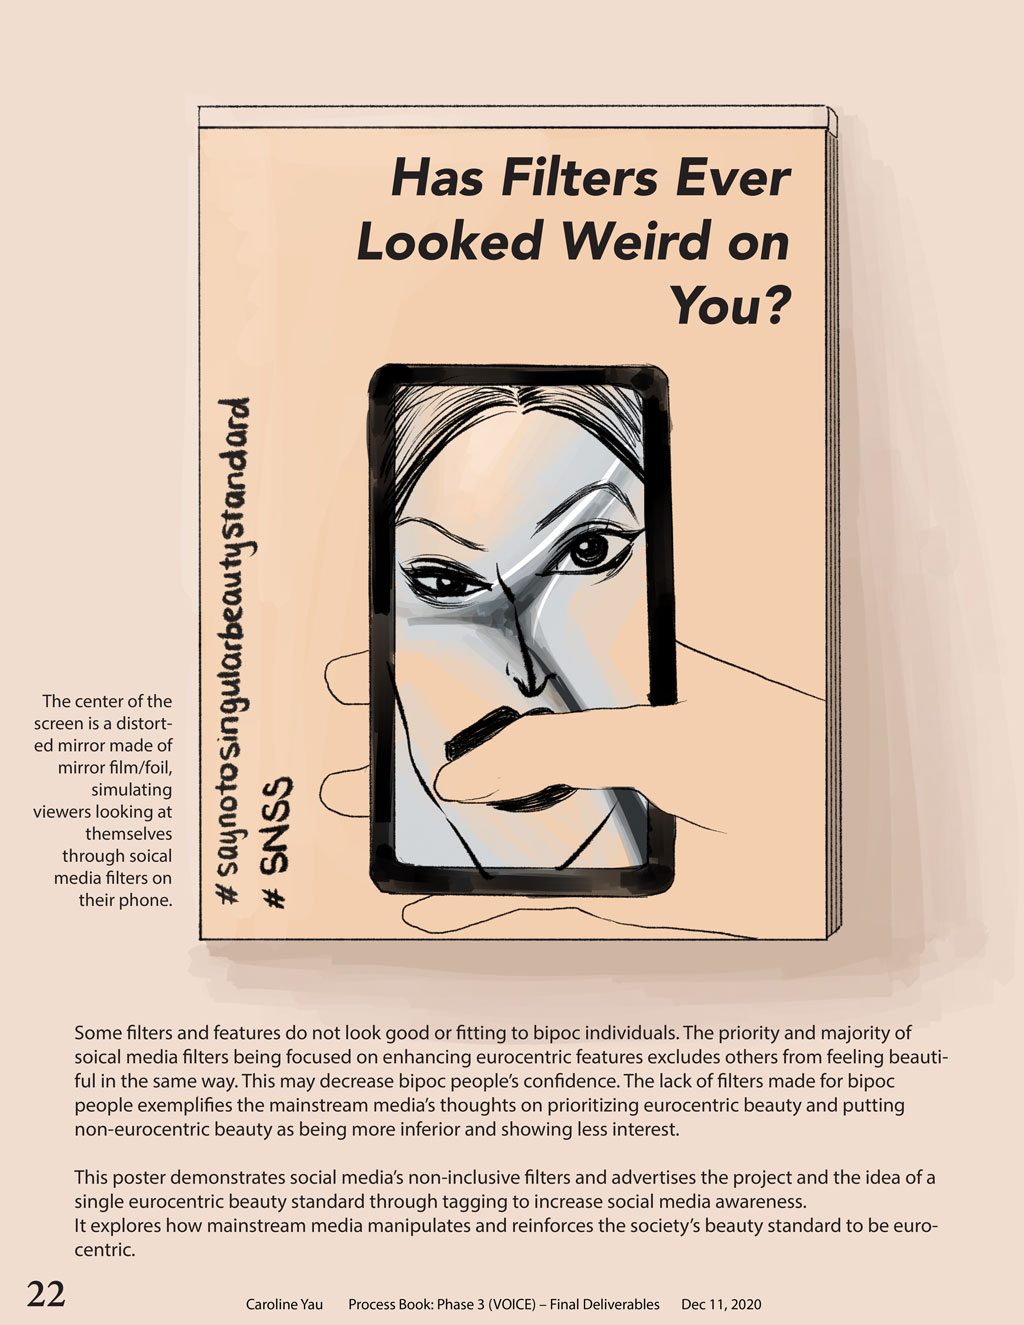 Has Filters Ever
Looked Weird on
You?
#saynotosingularbeautystandard
# SNSS
The center of the
screen is a distort-
ed mirror made of
mirror film/foil,
simulating
viewers looking at
themselves
through soical
media filters on
their phone.
Some filters and features do not look good or fitting to bipoc individuals. The priority and majority of
soical media filters being focused on enhancing eurocentric features excludes others from feeling beauti-
ful in the same way. This may decrease bipoc people’s confidence. The lack of filters made for bipoc
people exemplifies the mainstream media’s thoughts on prioritizing eurocentric beauty and putting
non-eurocentric beauty as being more inferior and showing less interest.
This poster demonstrates social media’s non-inclusive filters and advertises the project and the idea of a
single eurocentric beauty standard through tagging to increase social media awareness.
It explores how mainstream media manipulates and reinforces the society’s beauty standard to be euro-
centric.
22 Caroline Yau Process Book: Phase 3 (VOICE) – Final Deliverables Dec 11, 2020